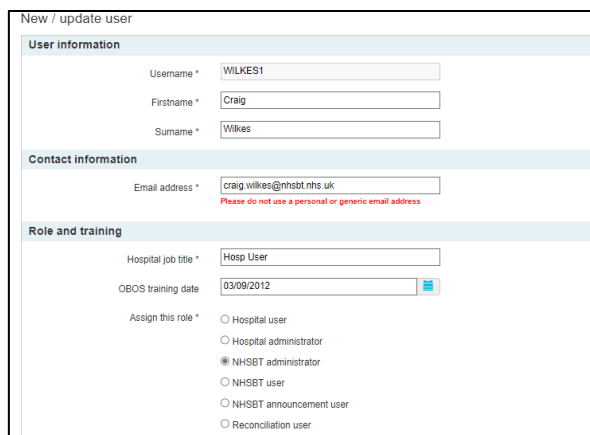 New / update user
User information
Username * WILKES1
Firstname * Craig
Surname * Wilkes
Contact information
Email address * craig.wilkes@nhsbt.nhs.uk
Please do not use a personal or generic email address
Role and training
Hospital job title * Hosp User
OBOS training date 03/09/2012
Assign this role * Hospital user
Hospital administrator
NHSBT administrator
NHSBT user
NHSBT announcement user
Reconciliation user